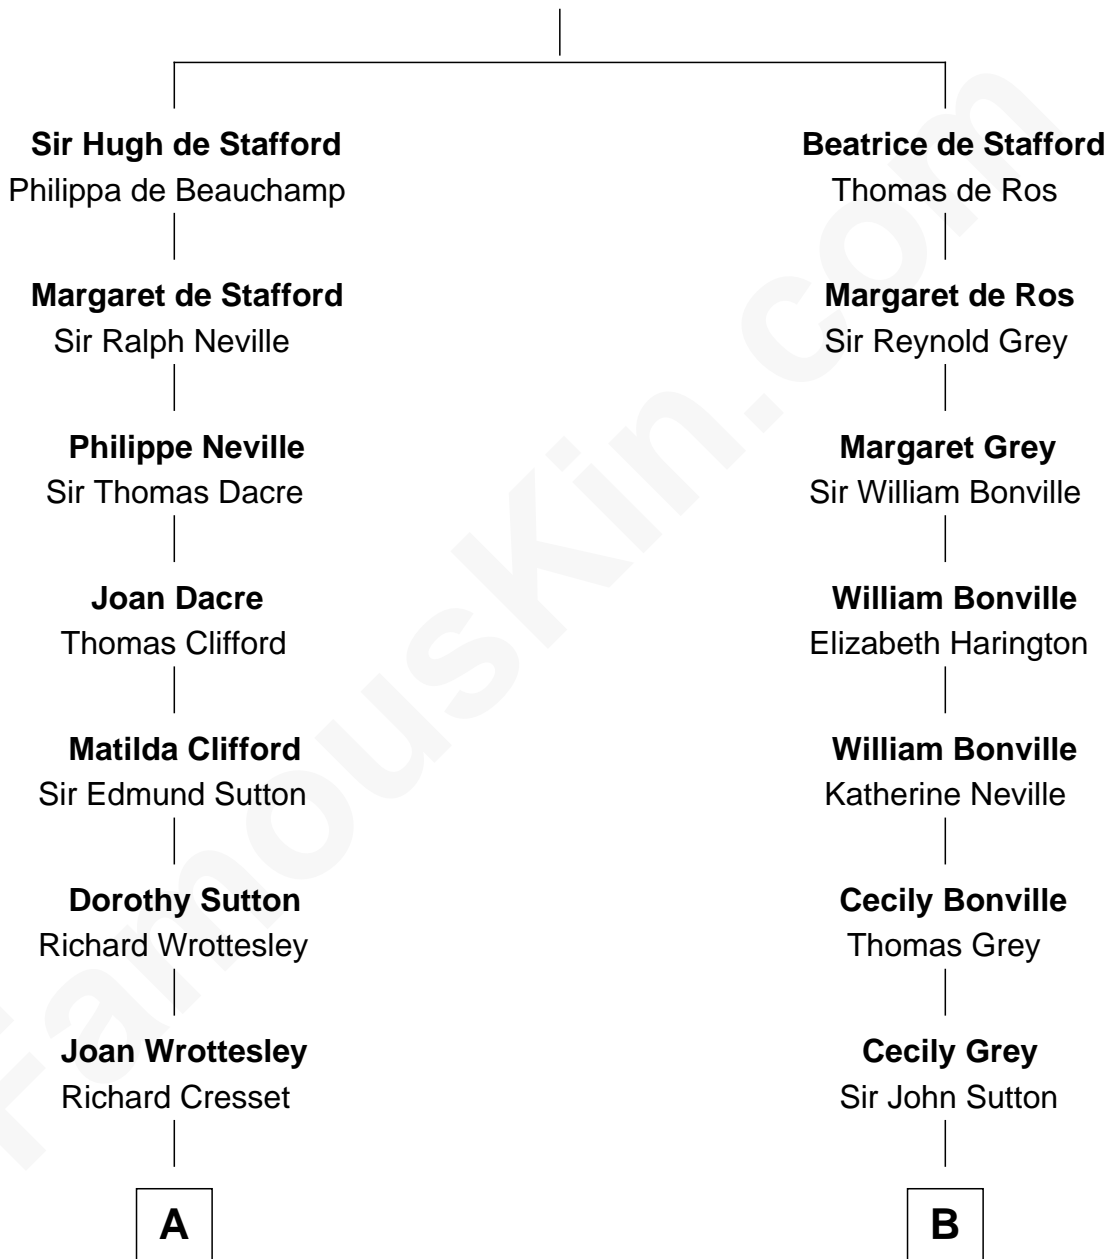 Sir Hugh de Stafford
Philippa de Beauchamp
Margaret de Stafford
Sir Ralph Neville
Philippe Neville
Sir Thomas Dacre
Joan Dacre
Thomas Clifford
Matilda Clifford
Sir Edmund Sutton
Dorothy Sutton
Richard Wrottesley
Joan Wrottesley
Richard Cresset
A
Beatrice de Stafford
Thomas de Ros
Margaret de Ros
Sir Reynold Grey
Margaret Grey
Sir William Bonville
William Bonville
Elizabeth Harington
William Bonville
Katherine Neville
Cecily Bonville
Thomas Grey
Cecily Grey
Sir John Sutton
B
FamousKin.com